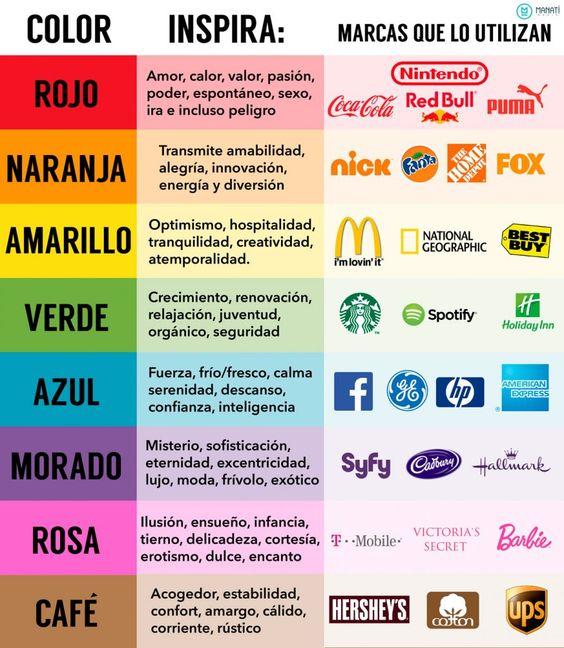 MANATÍ
COLOR
INSPIRA:
MARCAS QUE LO UTILIZAN
ROJO
Amor, calor, valor, pasión,
poder, espontáneo, sexo,
ira e incluso peligro
Nintendo
Coca-Cola
Red Bull
PUMA
NARANJA
Transmite amabilidad,
alegría, innovación,
energía y diversión
nick
Fanta
THE
HOME
DEPOT
FOX
AMARILLO
Optimismo, hospitalidad,
tranquilidad, creatividad,
atemporalidad.
i'm lovin' it
NATIONAL
GEOGRAPHIC
BEST
BUY
VERDE
Crecimiento, renovación,
relajación, juventud,
orgánico, seguridad
Spotify
H
Holiday Inn
AZUL
Fuerza, frío/fresco, calma
serenidad, descanso,
confianza, inteligencia
f
GE
hp
AMERICAN
EXPRESS
®
MORADO
Misterio, sofisticación,
eternidad, excentricidad,
lujo, moda, frívolo, exótico
Syfy
Cadbury
Hallmark
ROSA
Ilusión, ensueño, infancia,
tierno, delicadeza, cortesía,
erotismo, dulce, encanto
T··Mobile·
VICTORIA'S
SECRET
Barbie
CAFÉ
Acogedor, estabilidad,
confort, amargo, cálido,
corriente, rústico
HERSHEY'S
cotton
ups